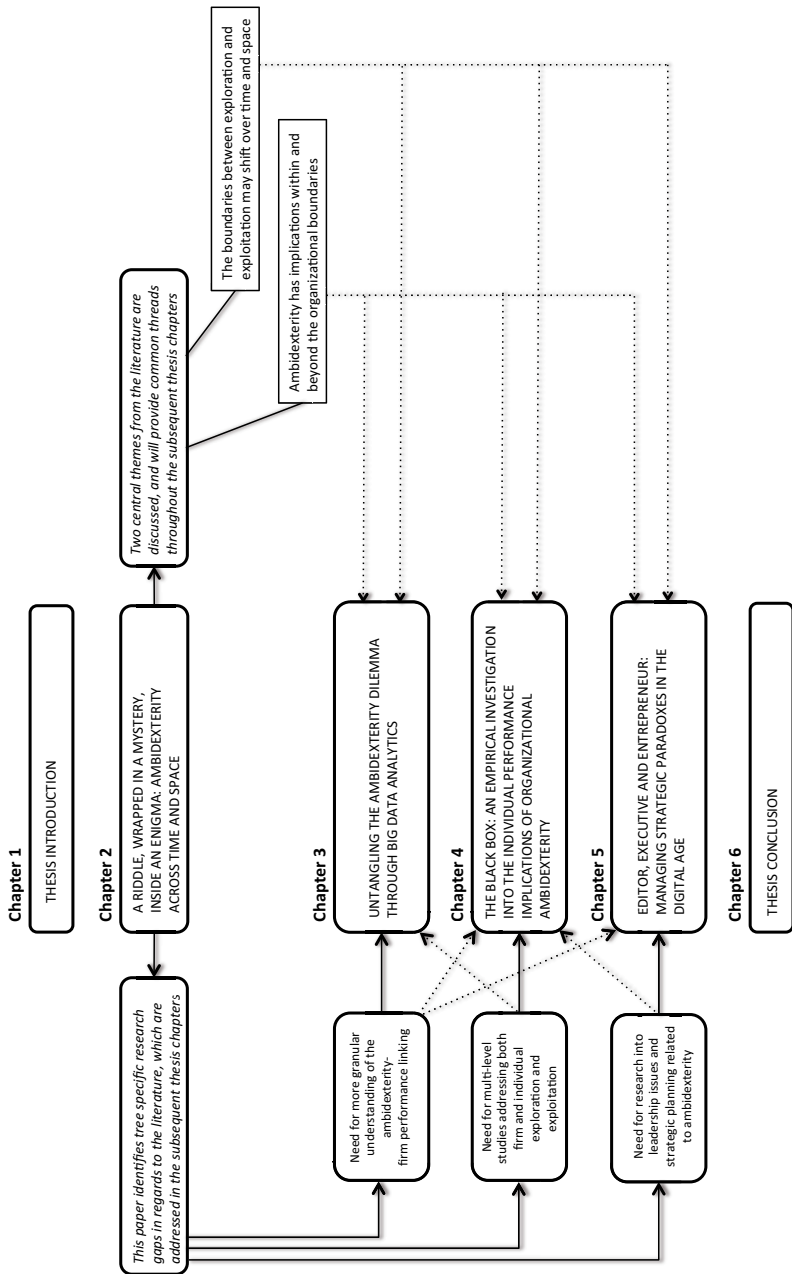 Chapter 1
THESIS INTRODUCTION
Chapter 2
This paper identifies tree specific research
gaps in regards to the literature, which are
addressed in the subsequent thesis chapters
A RIDDLE, WRAPPED IN A MYSTERY,
INSIDE AN ENIGMA: AMBIDEXTERITY
ACROSS TIME AND SPACE
Two central themes from the literature are
discussed, and will provide common threads
throughout the subsequent thesis chapters
The boundaries between exploration and
exploitation may shift over time and space
Ambidexterity has implications within and
beyond the organizational boundaries
Chapter 3
Need for more granular
understanding of the
ambidexterity-
firm performance linking
UNTANGLING THE AMBIDEXTERITY DILEMMA
THROUGH BIG DATA ANALYTICS
Chapter 4
Need for multi-level
studies addressing both
firm and individual
exploration and
exploitation
THE BLACK BOX: AN EMPIRICAL INVESTIGATION
INTO THE INDIVIDUAL PERFORMANCE
IMPLICATIONS OF ORGANIZATIONAL
AMBIDEXTERITY
Chapter 5
Need for research into
leadership issues and
strategic planning related
to ambidexterity
EDITOR, EXECUTIVE AND ENTREPRENEUR:
MANAGING STRATEGIC PARADOXES IN THE
DIGITAL AGE
Chapter 6
THESIS CONCLUSION